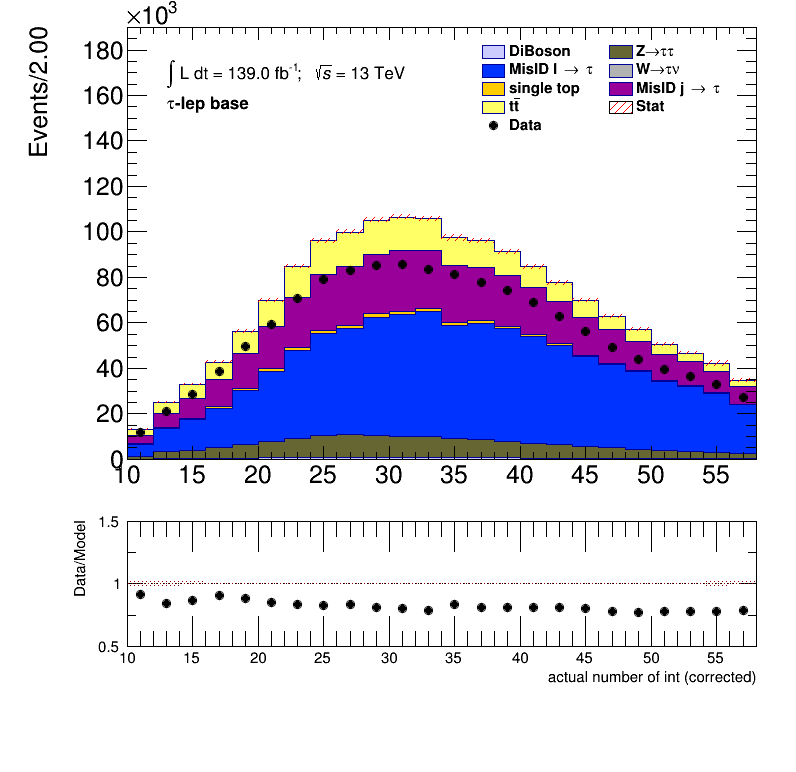 ×10³
Events/2.00
180
160
140
120
100
80
60
40
20
0
∫ L dt = 139.0 fb⁻¹; √s = 13 TeV
τ-lep base
DiBoson
MisID l → τ
single top
tt̄
Data
Z→ττ
W→τν
MisID j → τ
Stat
10 15 20 25 30 35 40 45 50 55
Data/Model
1.5
1
0.5
10 15 20 25 30 35 40 45 50 55
actual number of int (corrected)